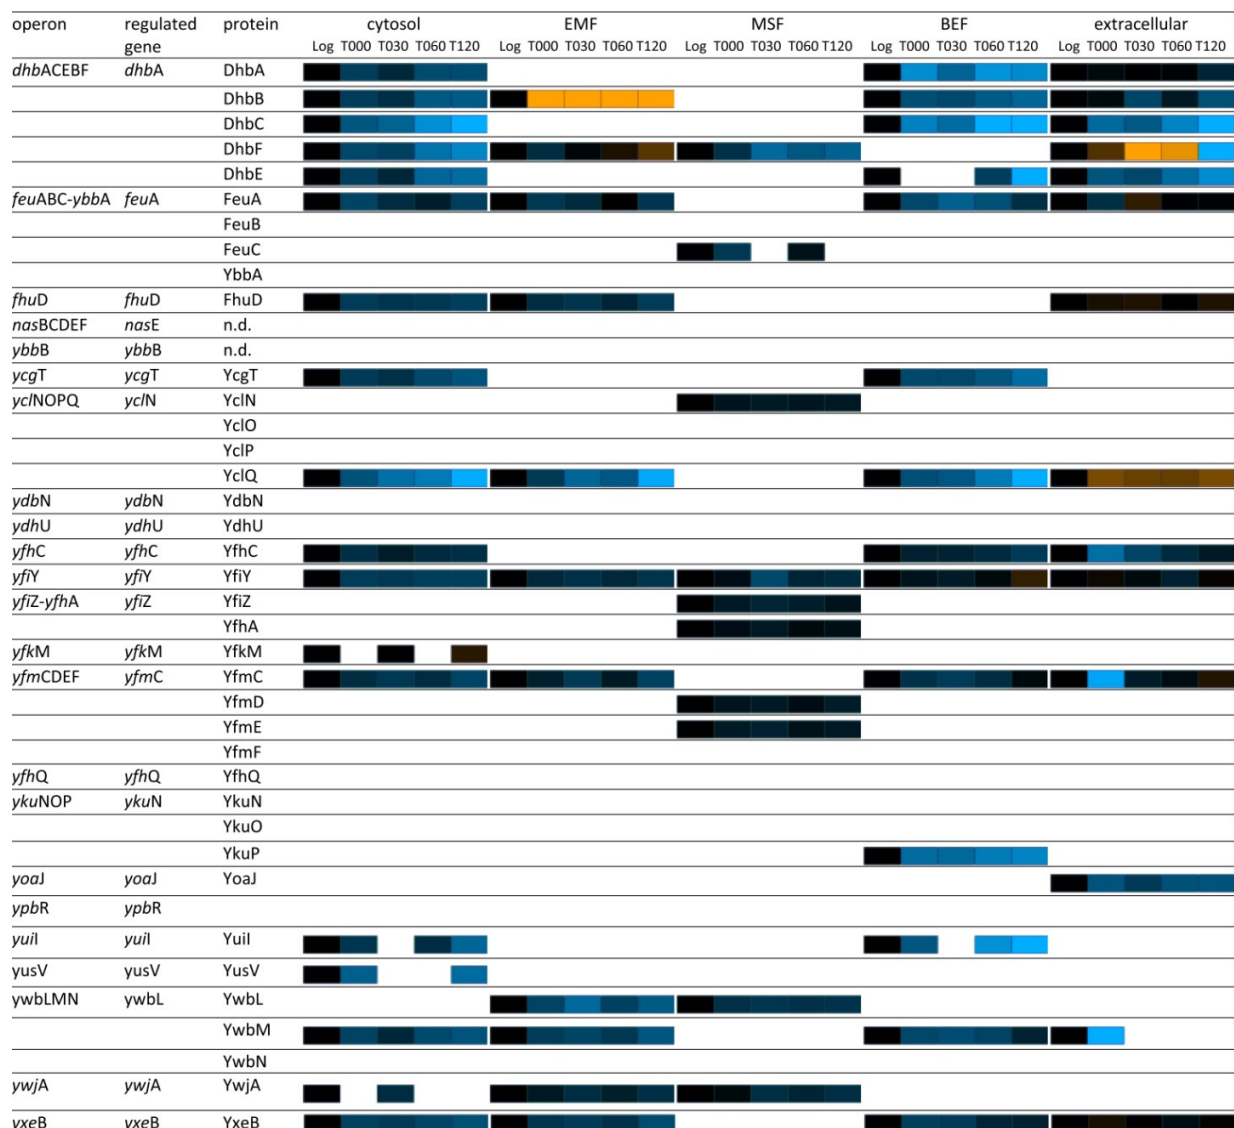 operon regulated protein cytosol EMF MSF BEF extracellular
gene Log T000 T030 T060 T120 Log T000 T030 T060 T120 Log T000 T030 T060 T120 Log T000 T030 T060 T120 Log T000 T030 T060 T120
dhbACEBF dhbA DhbA
DhbB
DhbC
DhbF
DhbE
feuABC-ybbA feuA FeuA
FeuB
FeuC
YbbA
fhuD fhuD FhuD
nasBCDEF nasE n.d.
ybbB ybbB n.d.
ycgT ycgT YcgT
yclNOPQ yclN YclN
YclO
YclP
YclQ
ydbN ydbN YdbN
ydhU ydhU YdhU
yfhC yfhC YfhC
yfiY yfiY YfiY
yfiZ-yfhA yfiZ YfiZ
YfhA
yfkM yfkM YfkM
yfmCDEF yfmC YfmC
YfmD
YfmE
YfmF
yfhQ yfhQ YfhQ
ykuNOP ykuN YkuN
YkuO
YkuP
yoaJ yoaJ YoaJ
ypbR ypbR
yuiI yuiI YuiI
yusV yusV YusV
ywbLMN ywbL YwbL
YwbM
YwbN
ywjA ywjA YwjA
yxeB yxeB YxeB